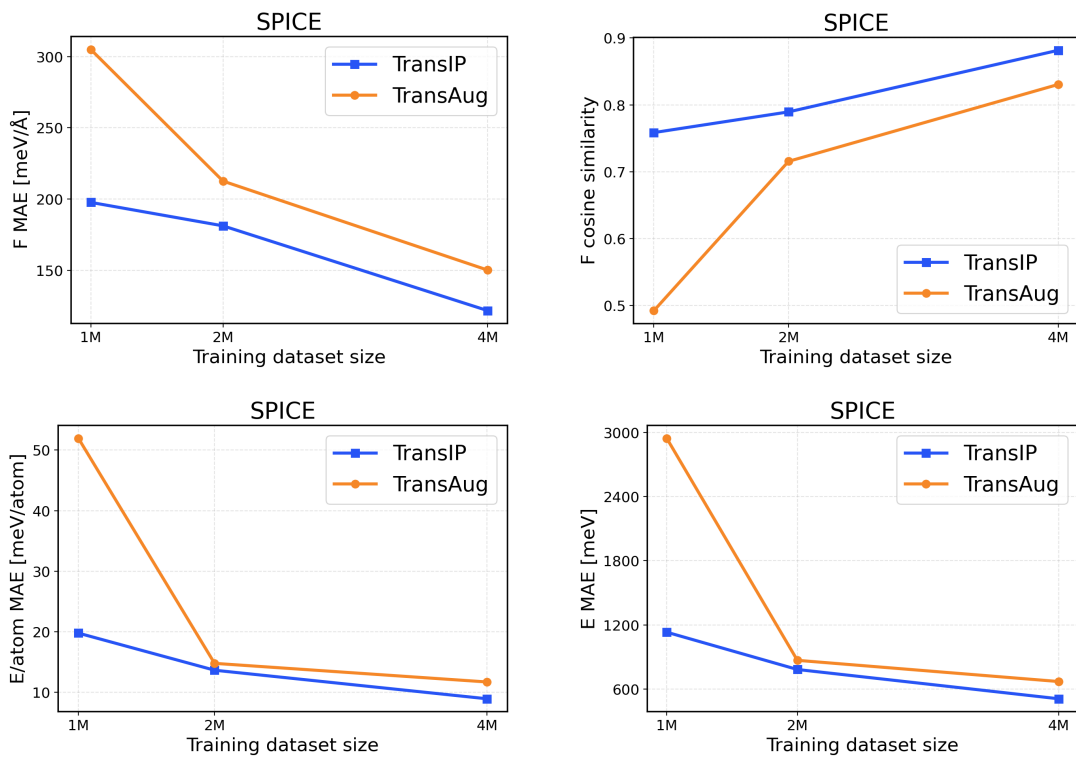 SPICE
F MAE [meV/Å]
300
250
200
150
TransIP
TransAug
1M
2M
4M
Training dataset size
SPICE
F cosine similarity
0.9
0.8
0.7
0.6
0.5
TransIP
TransAug
1M
2M
4M
Training dataset size
SPICE
E/atom MAE [meV/atom]
50
40
30
20
10
TransIP
TransAug
1M
2M
4M
Training dataset size
SPICE
E MAE [meV]
3000
2400
1800
1200
600
TransIP
TransAug
1M
2M
4M
Training dataset size